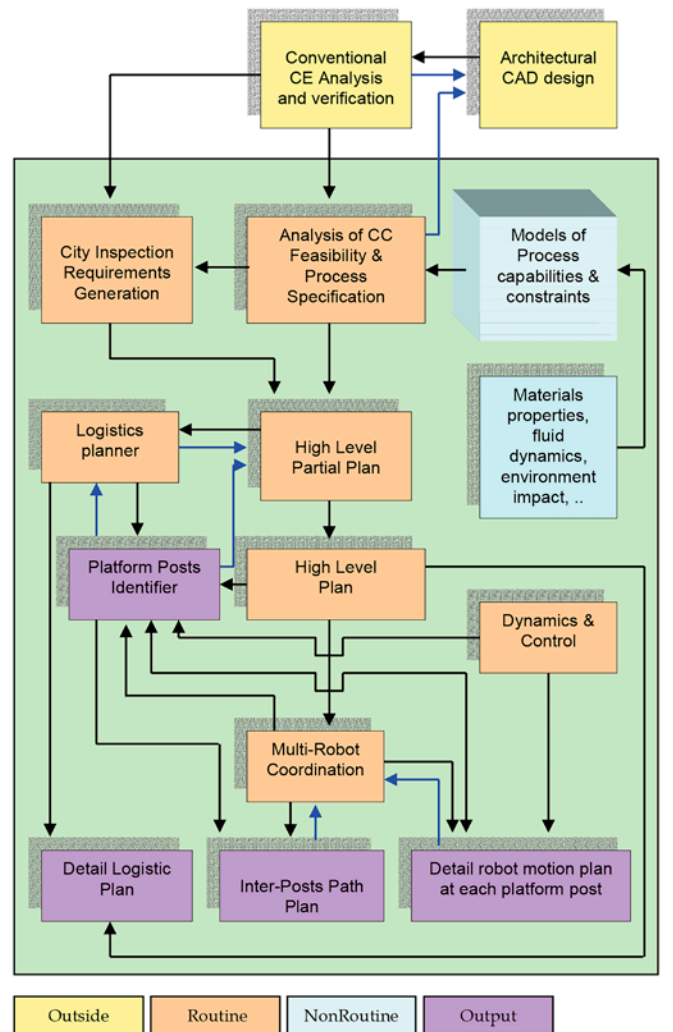 Conventional
CE Analysis
and verification
Architectural
CAD design
City Inspection
Requirements
Generation
Analysis of CC
Feasibility &
Process
Specification
Models of
Process
capabilities &
constraints
Materials
properties,
fluid
dynamics,
environment
impact, ..
Logistics
planner
High Level
Partial Plan
Platform Posts
Identifier
High Level
Plan
Dynamics &
Control
Multi-Robot
Coordination
Detail Logistic
Plan
Inter-Posts Path
Plan
Detail robot motion plan
at each platform post
Outside
Routine
NonRoutine
Output